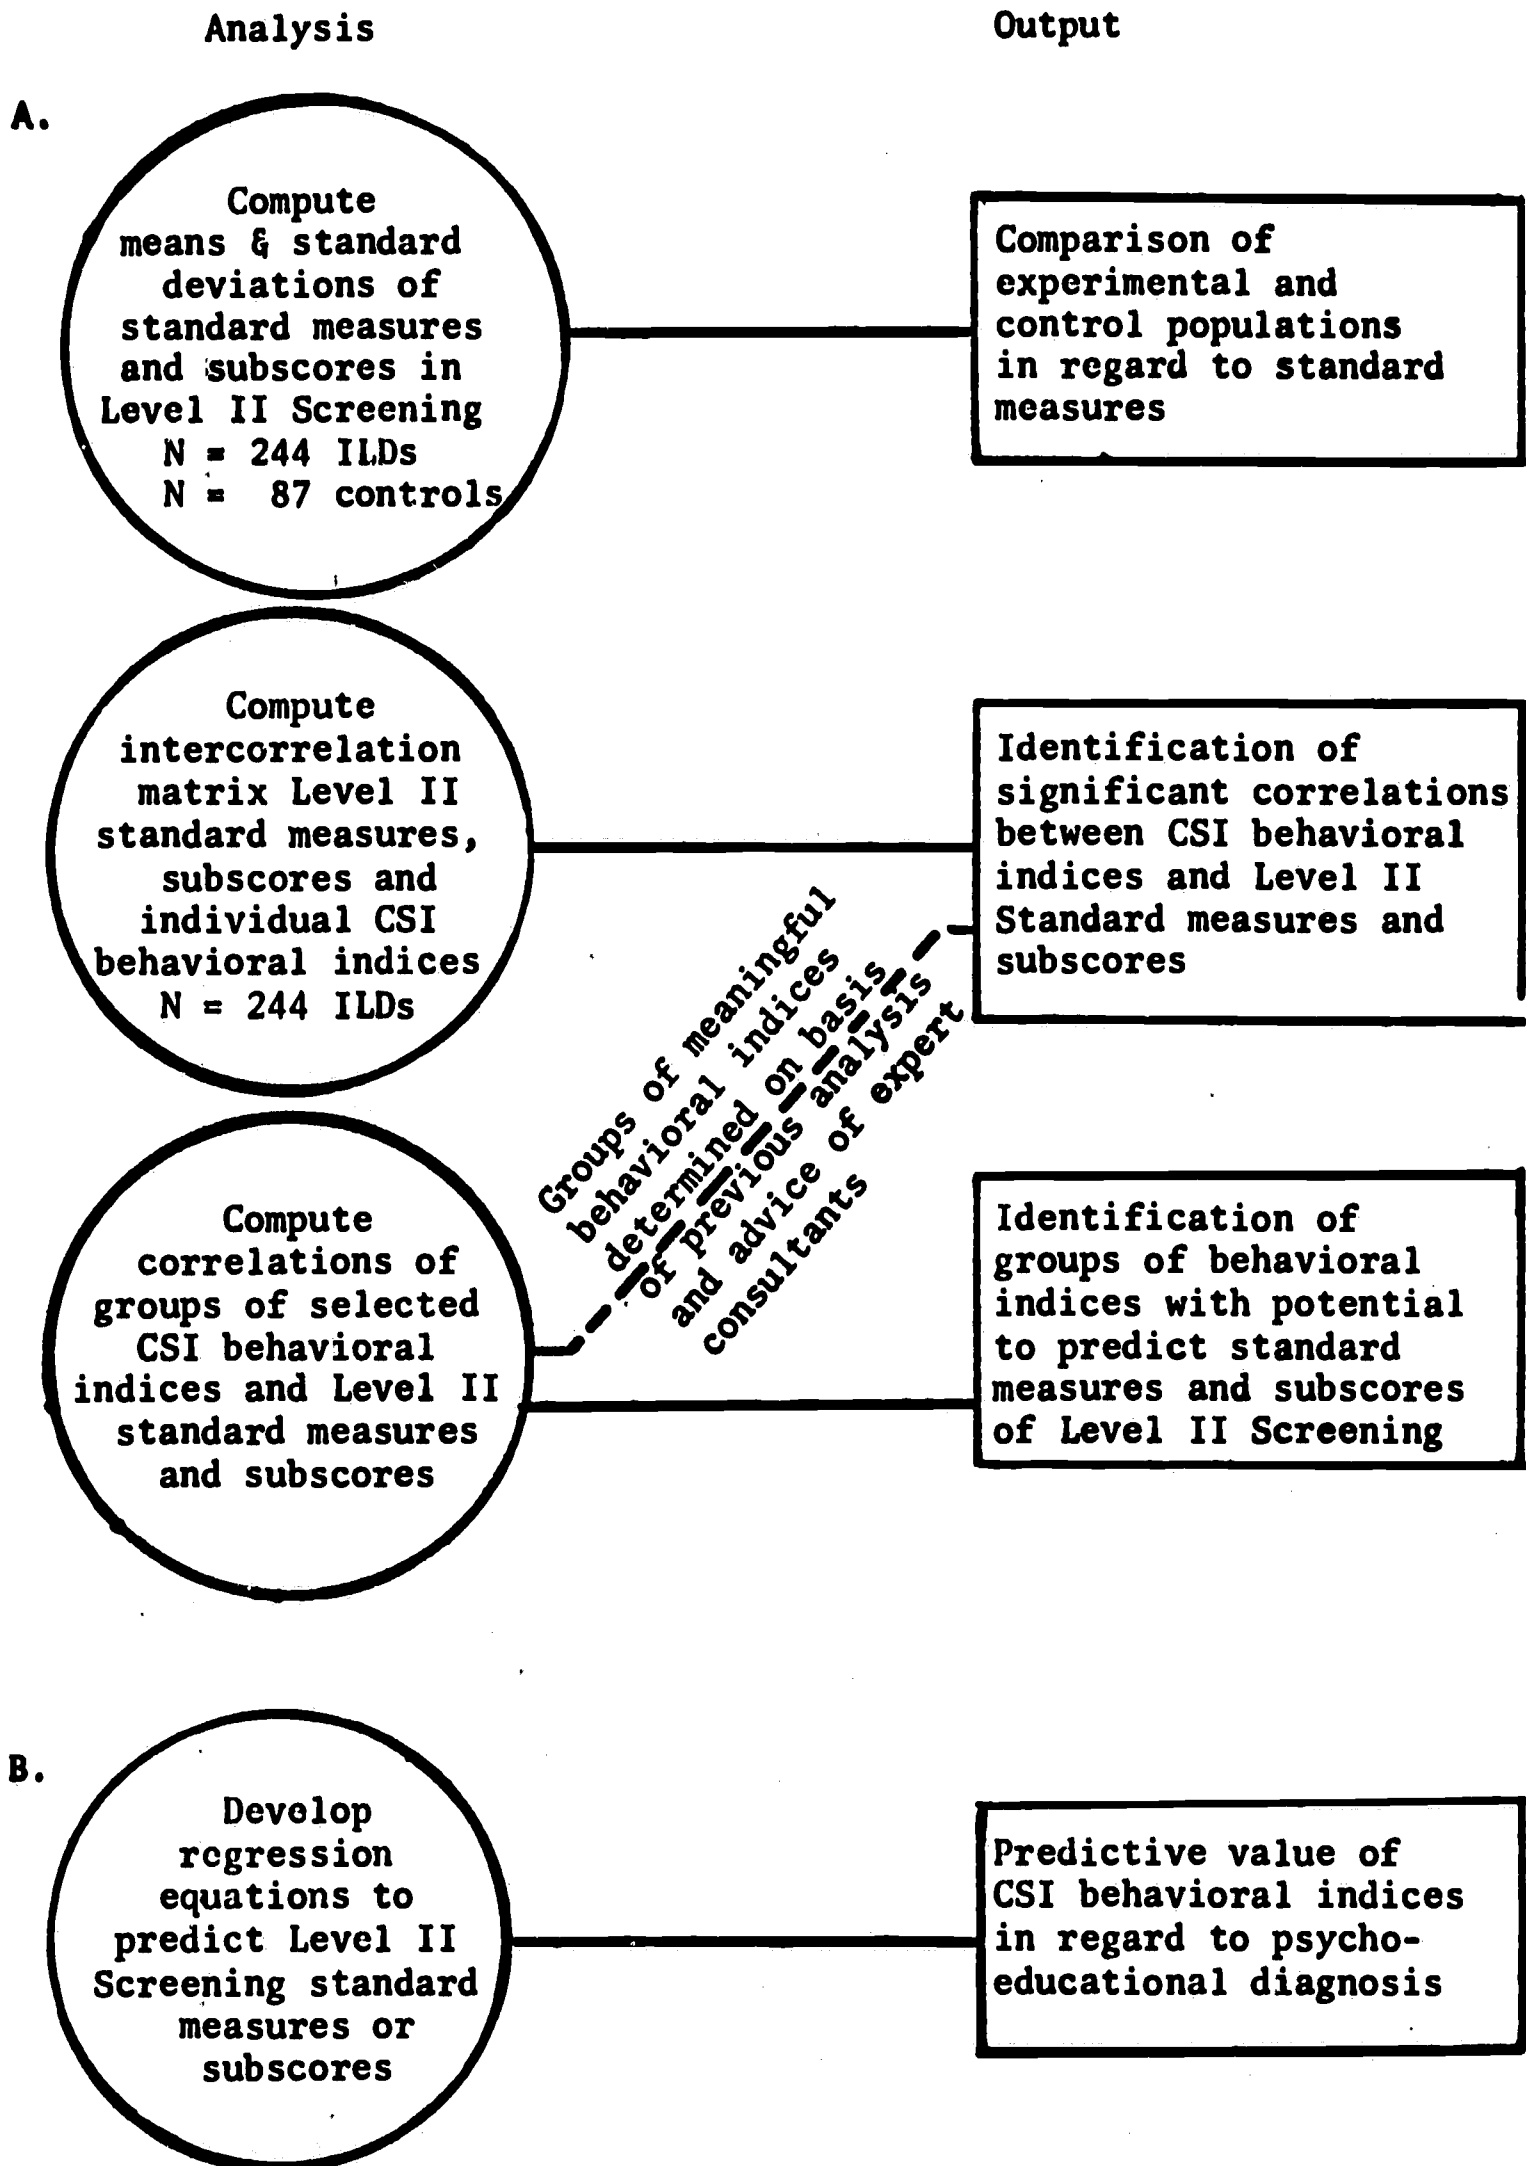 Analysis
Output
A.
Compute
means & standard
deviations of
standard measures
and subscores in
Level II Screening
N = 244 ILDs
N = 87 controls
Comparison of
experimental and
control populations
in regard to standard
measures
Compute
intercorrelation
matrix Level II
standard measures,
subscores and
individual CSI
behavioral indices
N = 244 ILDs
Identification of
significant correlations
between CSI behavioral
indices and Level II
Standard measures and
subscores
Groups of meaningful
behavioral indices
determined on basis
of previous analysis
and advice of expert
consultants
Compute
correlations of
groups of selected
CSI behavioral
indices and Level II
standard measures
and subscores
Identification of
groups of behavioral
indices with potential
to predict standard
measures and subscores
of Level II Screening
B.
Develop
regression
equations to
predict Level II
Screening standard
measures or
subscores
Predictive value of
CSI behavioral indices
in regard to psycho-
educational diagnosis